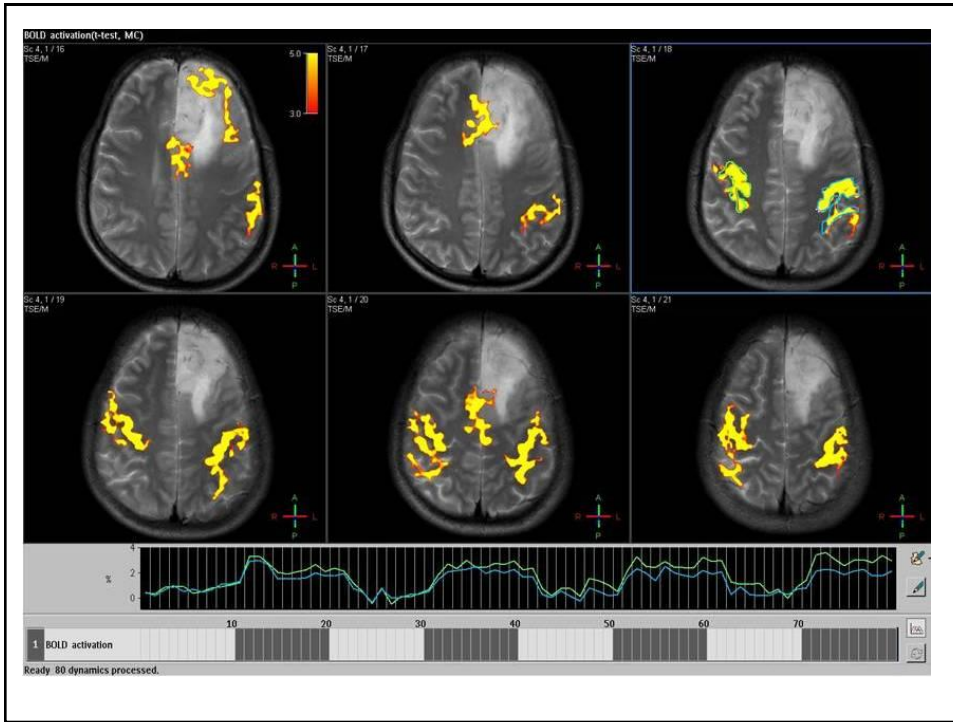 BOLD activation(t-test, MC)
Sc 4, 1 / 16
TSE/M
5.0
3.0
A
R L
P
Sc 4, 1 / 17
TSE/M
A
R L
P
Sc 4, 1 / 18
TSE/M
A
R L
P
Sc 4, 1 / 19
TSE/M
A
R L
P
Sc 4, 1 / 20
TSE/M
A
R L
P
Sc 4, 1 / 21
TSE/M
A
R L
P
4
%
2
0
10 20 30 40 50 60 70
1 BOLD activation
Ready 80 dynamics processed.